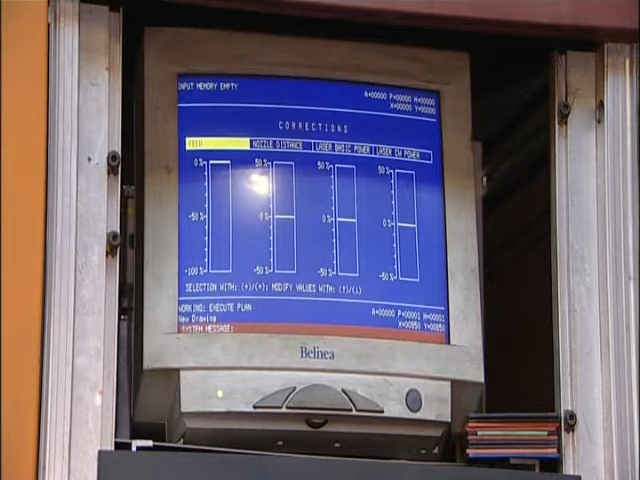 INPUT MEMORY EMPTY
A+00000 P+00000 H+00000
X+00000 Y+00000
CORRECTIONS
FEED NOZZLE DISTANCE LASER BASIC POWER LASER CW POWER
0% 50% 50% 50%
-50% 0% 0% 0%
-100% -50% -50% -50%
SELECTION WITH: (→)/(←); MODIFY VALUES WITH: (↑)/(↓)
WORKING: EXECUTE PLAN
A+00000 P+00001 H+00001
New Drawing
X+00850 Y+00850
SYSTEM MESSAGE:
Belinea